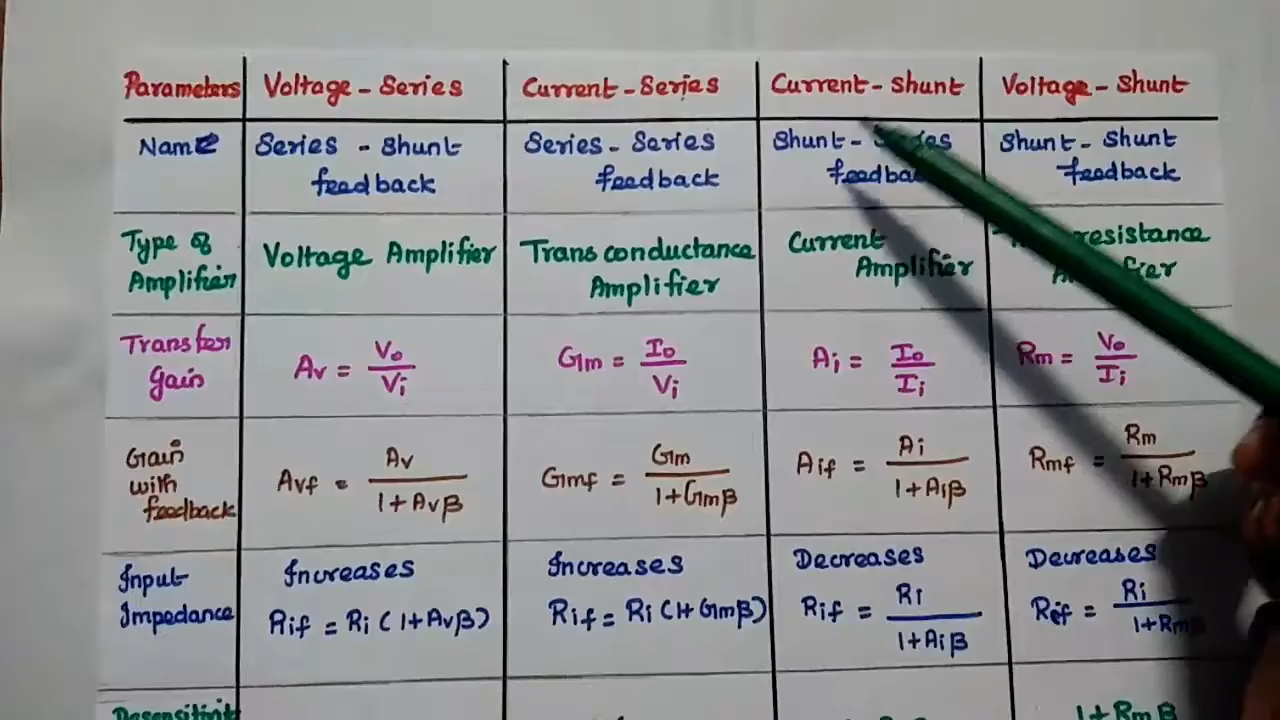 Parameters Voltage - Series Current - Series Current - Shunt Voltage - Shunt
Name Series - Shunt Series - Series Shunt - Shunt - Shunt
feedback feedback feedback feedback
Type of Voltage Amplifier Trans conductance Current resistance
Amplifier Amplifier Amplifier
Transfer Av = Vo/Vi Gm = Io/Vi Ai = Io/Ii Rm = Vo/Ii
gain
Gain Avf = Av/1+Avβ Gmf = Gm/1+Gmβ Aif = Ai/1+Aiβ Rmf = Rm/1+Rmβ
with
feedback
Input Increases Increases Decreases Decreases
Impedance Rif = Ri (1+Avβ) Rif = Ri (1+Gmβ) Rif = Ri/1+Aiβ Rif = Ri/1+Rmβ
1+RmB